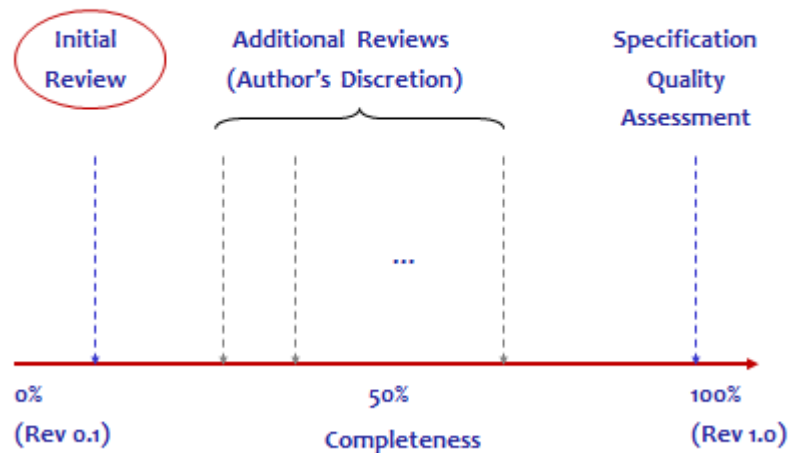 Initial
Review
Additional Reviews
(Author's Discretion)
Specification
Quality
Assessment
...
0%
(Rev 0.1)
50%
Completeness
100%
(Rev 1.0)